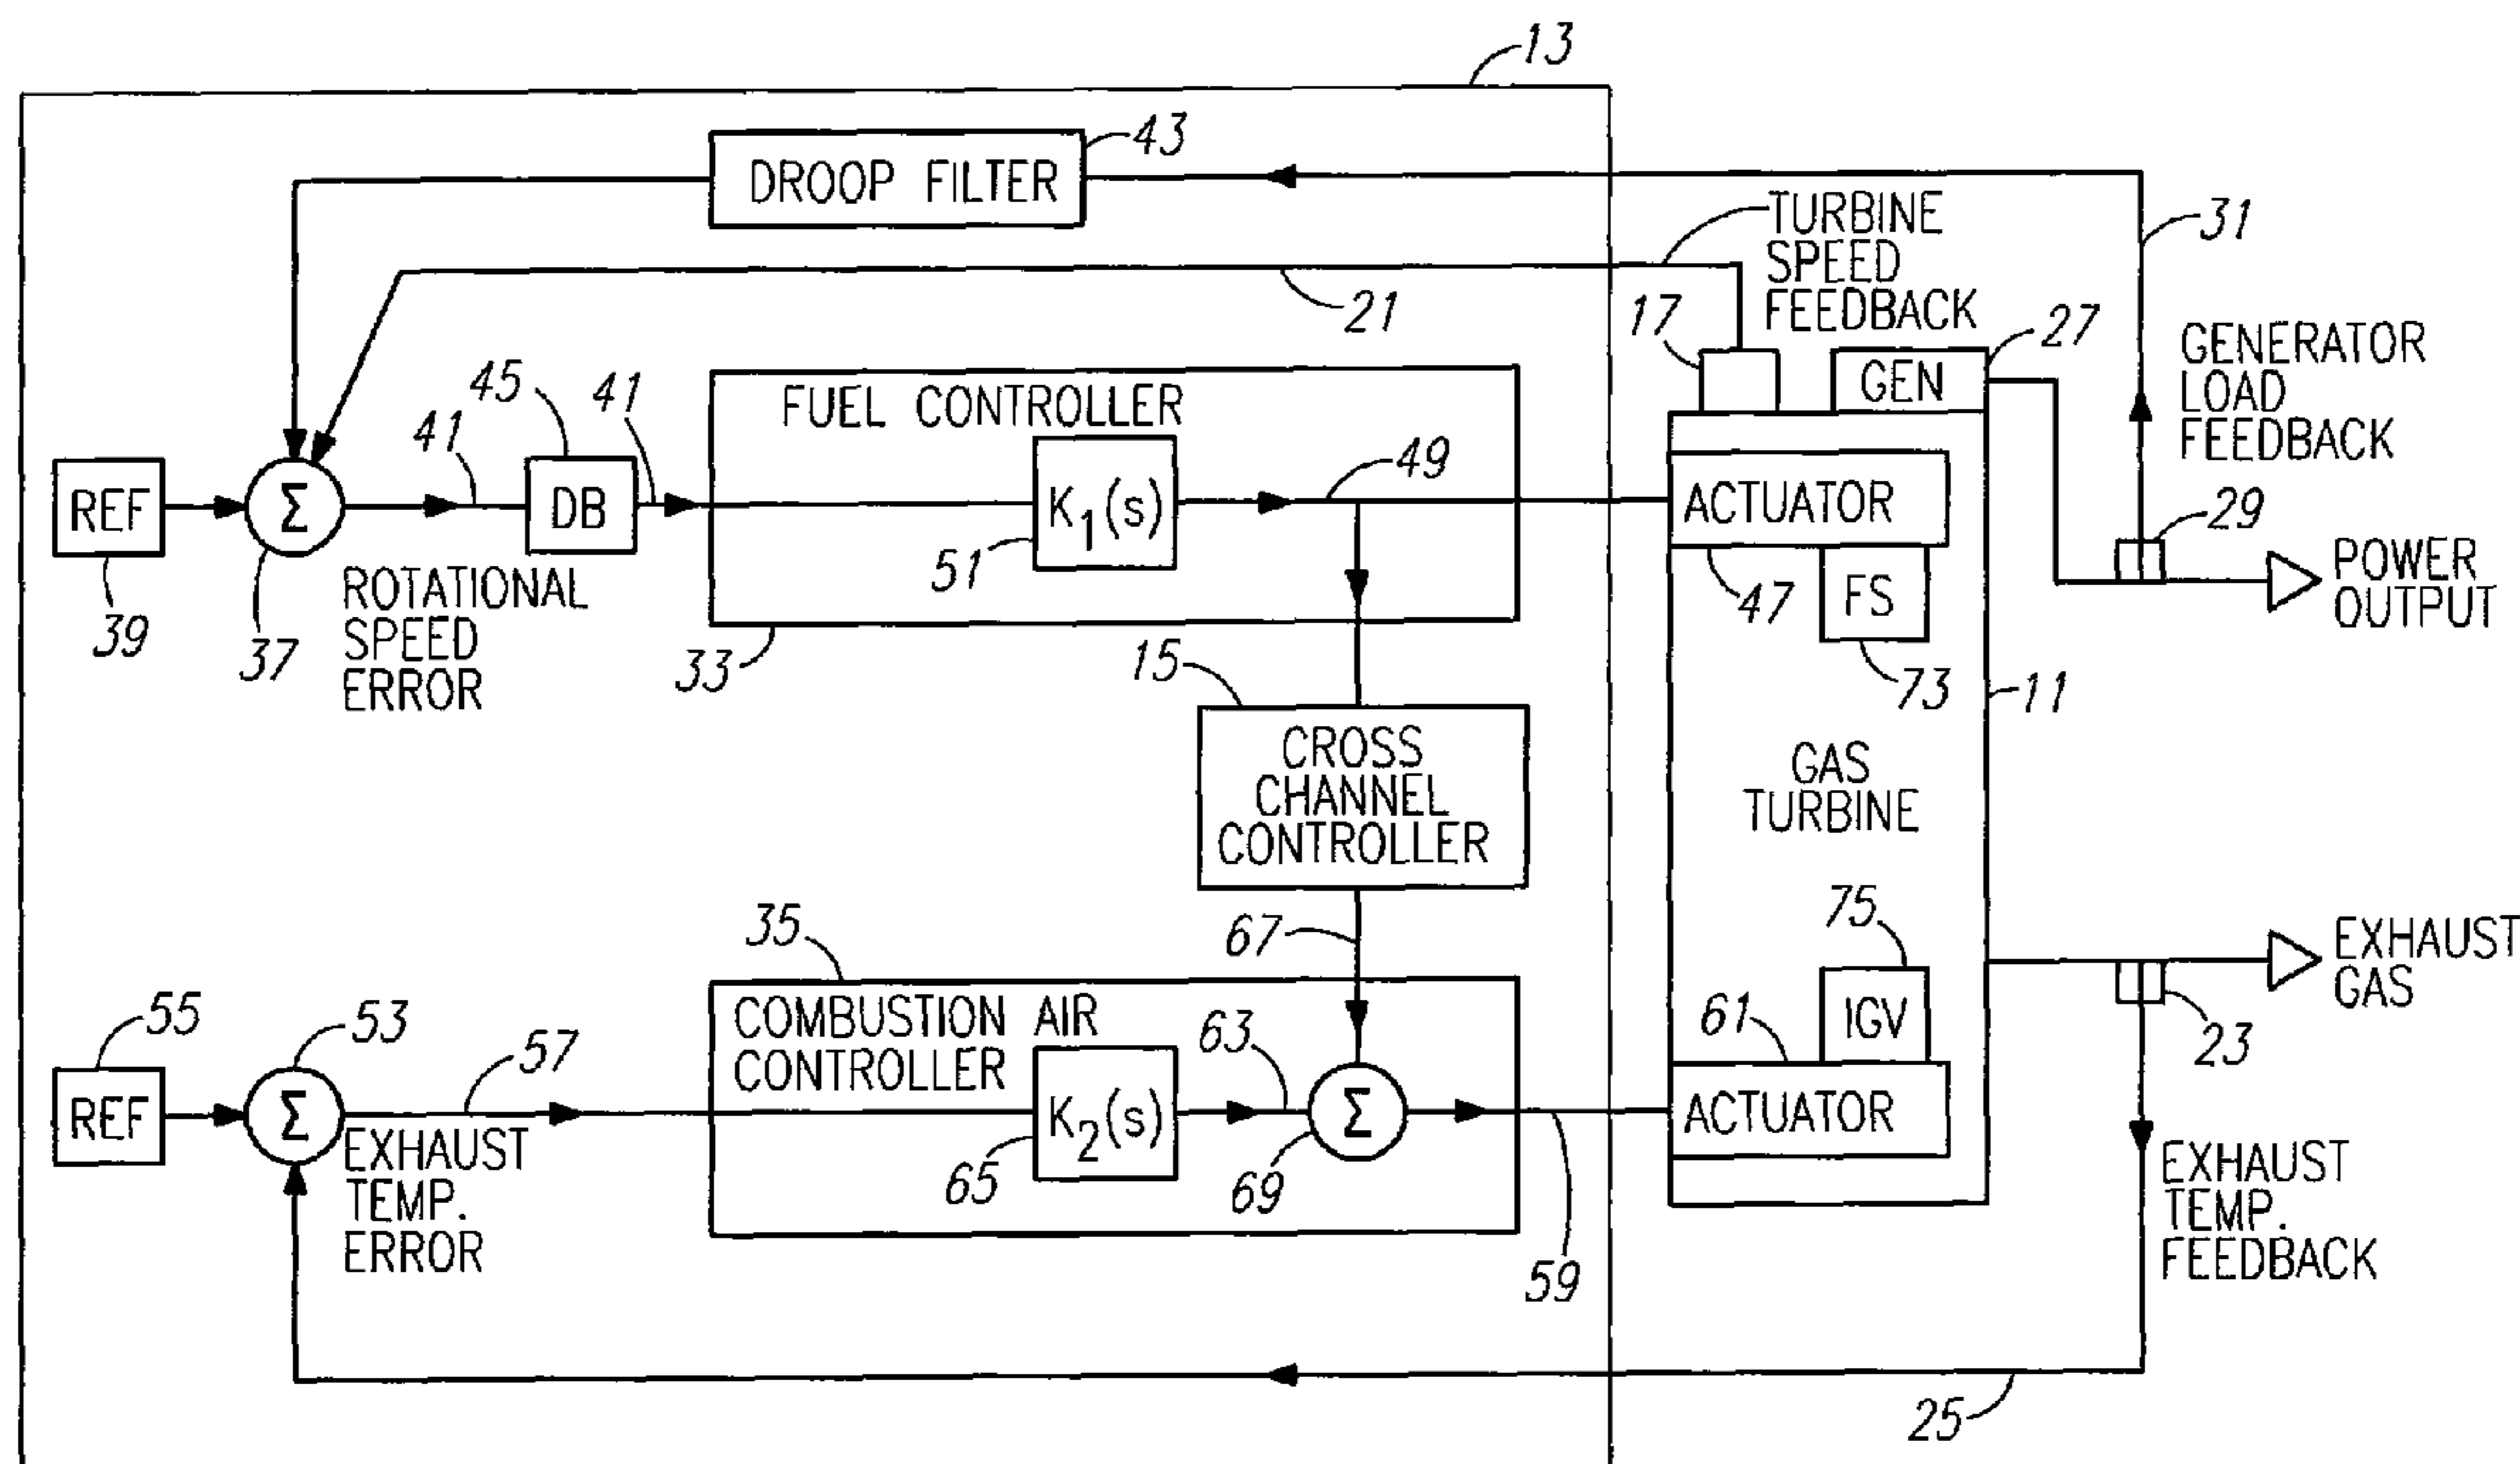 13
43
DROOP FILTER
TURBINE
SPEED
FEEDBACK
31
21
17
27
GENERATOR
LOAD
FEEDBACK
GEN
45
41
41
FUEL CONTROLLER
49
29
REF
Σ
DB
K1(s)
ACTUATOR
POWER
OUTPUT
51
47
FS
39
37
ROTATIONAL
SPEED
ERROR
33
15
73
11
CROSS
CHANNEL
CONTROLLER
GAS
TURBINE
35
67
75
EXHAUST
GAS
55
53
57
COMBUSTION AIR
CONTROLLER
63
61
IGV
23
REF
Σ
K2(s)
Σ
ACTUATOR
EXHAUST
TEMP.
ERROR
65
69
59
EXHAUST
TEMP.
FEEDBACK
25